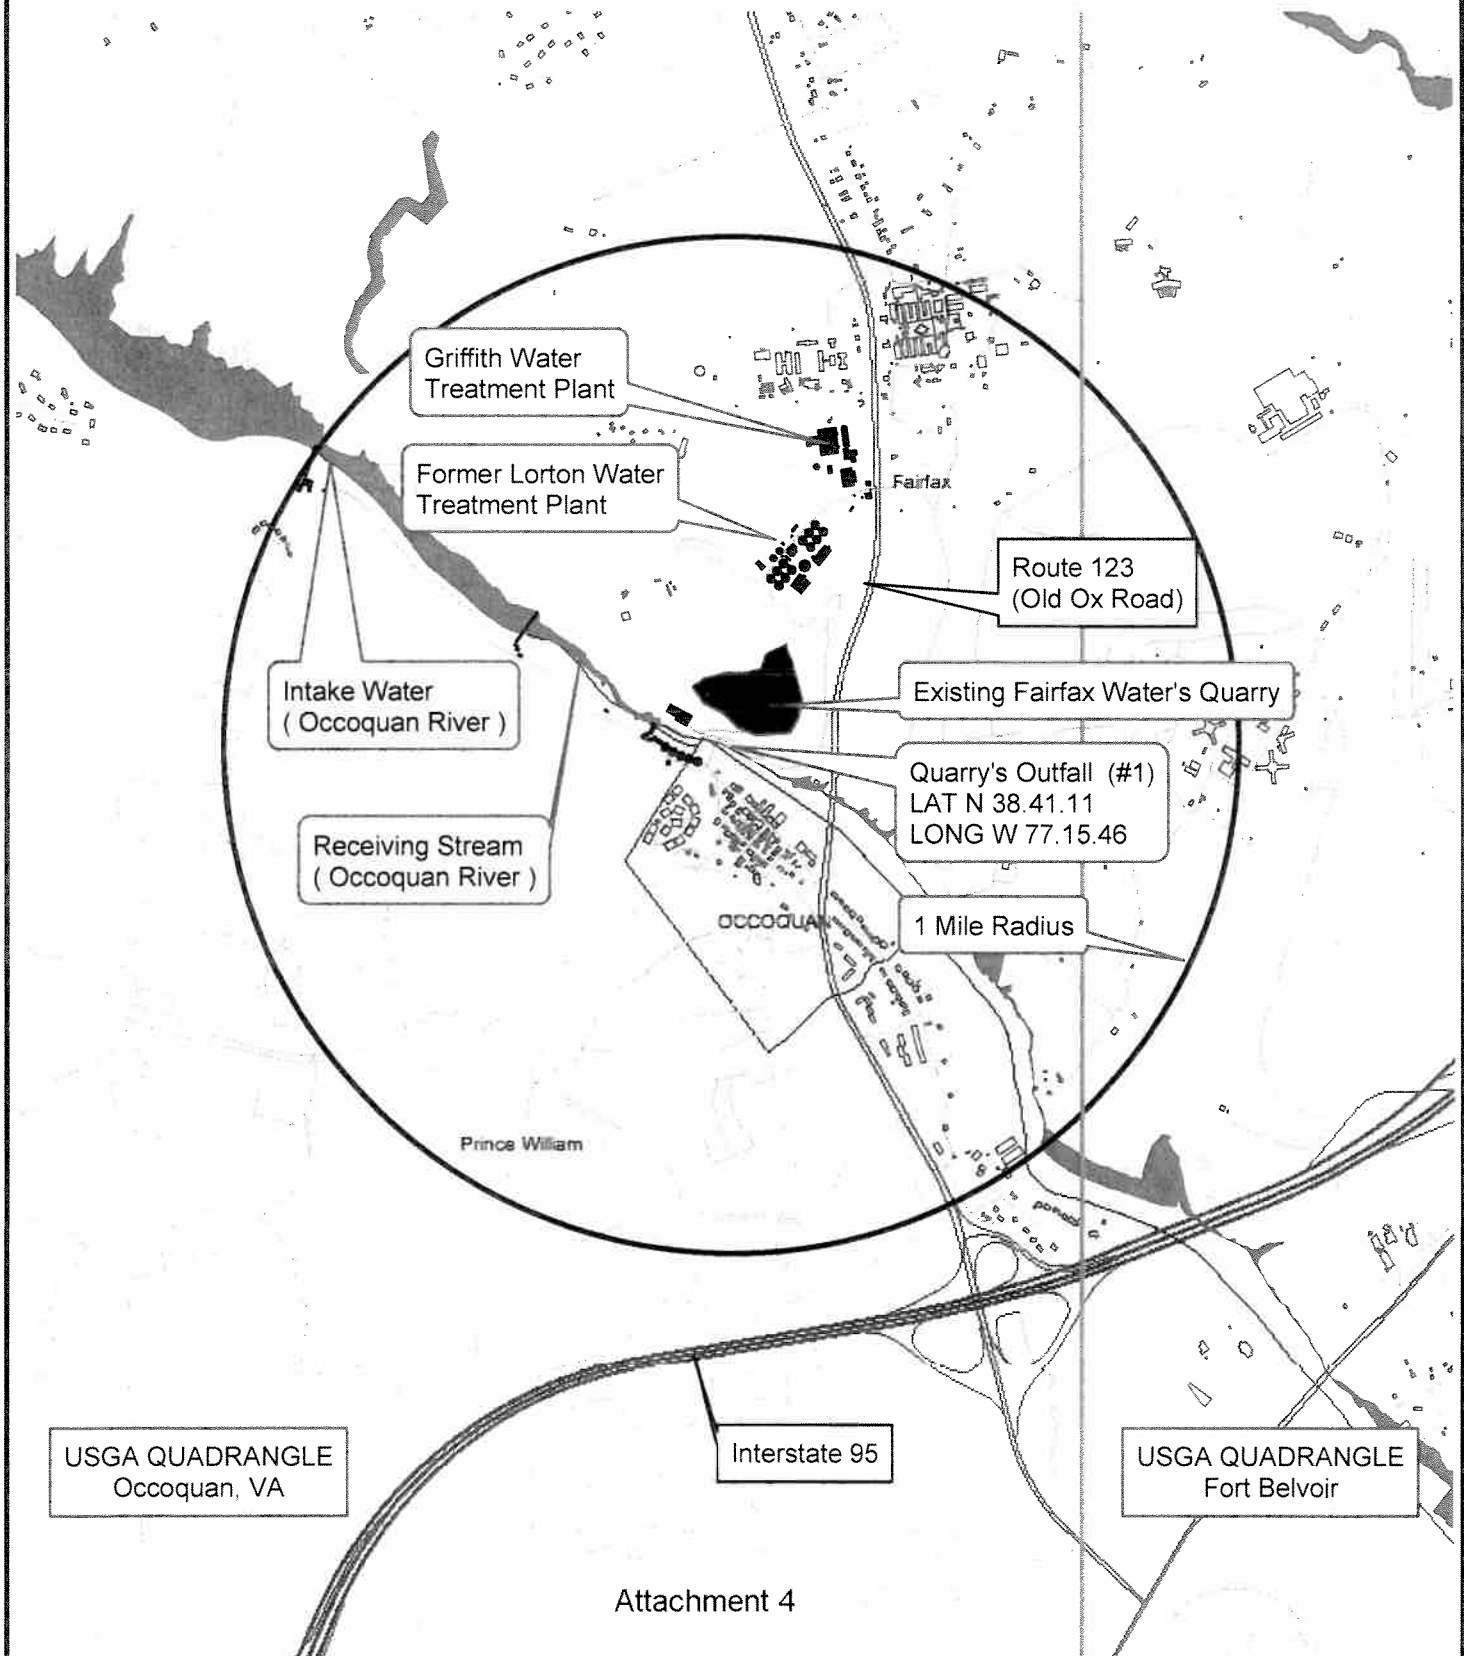 Griffith Water
Treatment Plant
Former Lorton Water
Treatment Plant
Fairfax
Route 123
(Old Ox Road)
Intake Water
( Occoquan River )
Existing Fairfax Water's Quarry
Quarry's Outfall (#1)
LAT N 38.41.11
LONG W 77.15.46
Receiving Stream
( Occoquan River )
OCCOQUAN
1 Mile Radius
Prince William
USGA QUADRANGLE
Occoquan, VA
Interstate 95
USGA QUADRANGLE
Fort Belvoir
Attachment 4